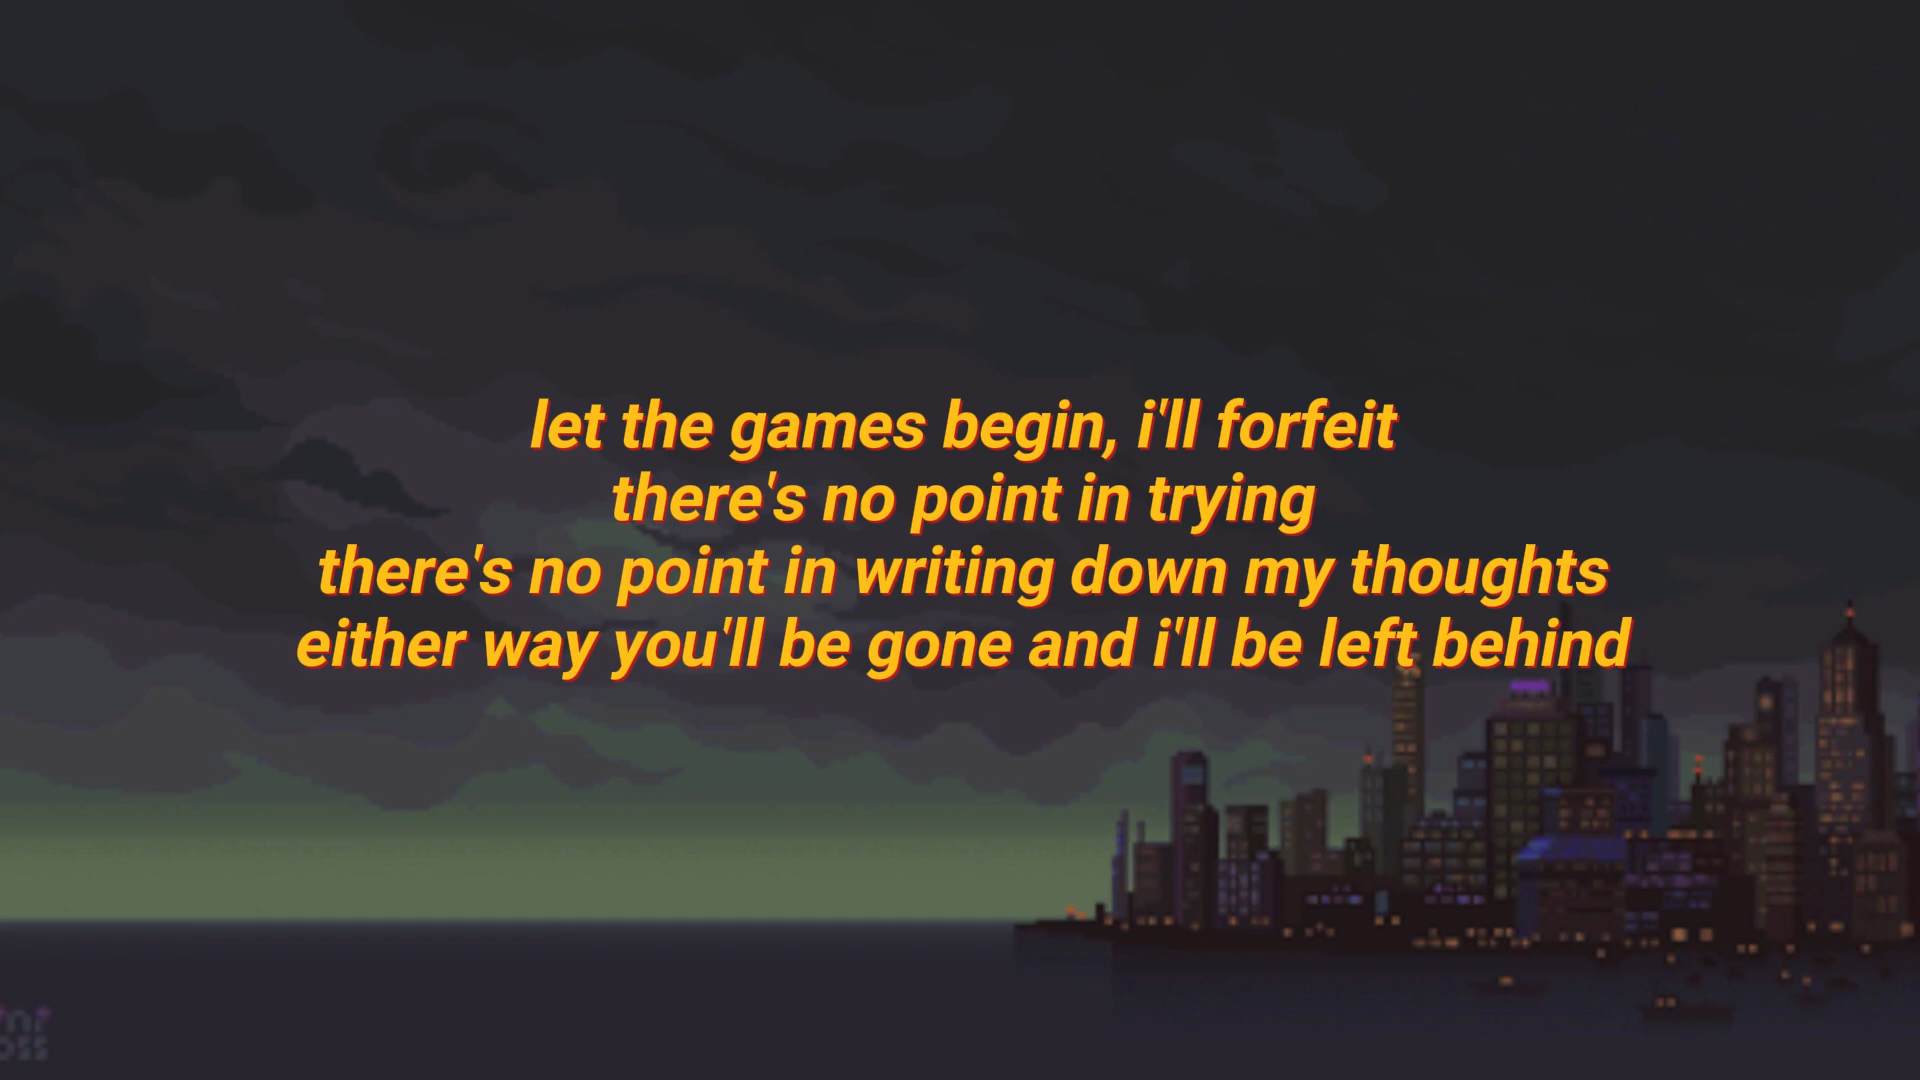 let the games begin, i'll forfeit
there's no point in trying
there's no point in writing down my thoughts
either way you'll be gone and i'll be left behind